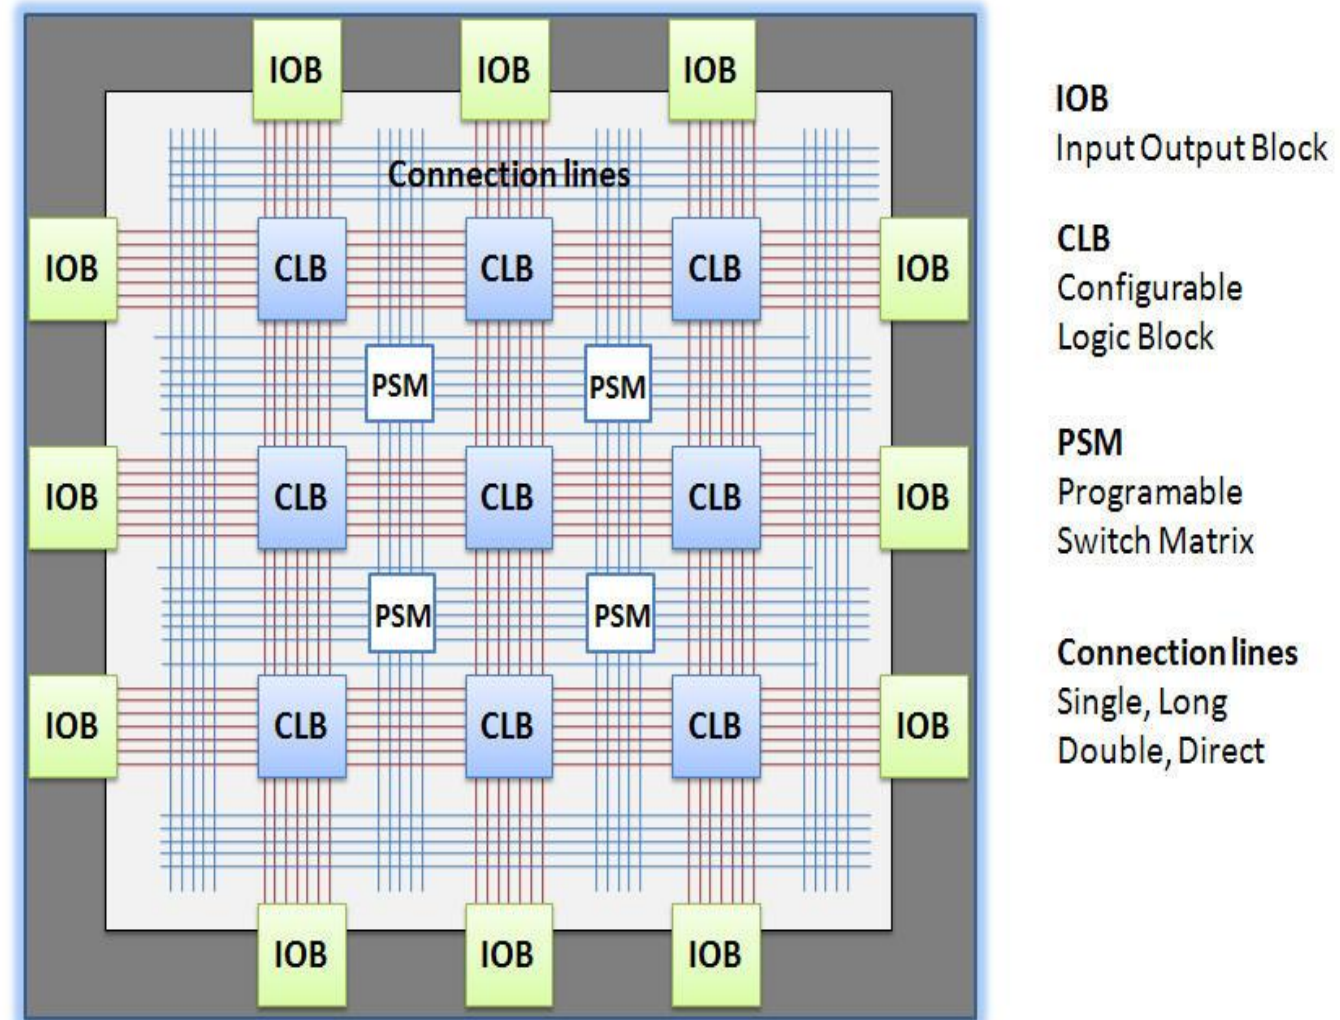 IOB IOB IOB
Connection lines
IOB CLB CLB CLB IOB
PSM PSM
IOB CLB CLB CLB IOB
PSM PSM
IOB CLB CLB CLB IOB
IOB IOB IOB
IOB
Input Output Block
CLB
Configurable
Logic Block
PSM
Programable
Switch Matrix
Connection lines
Single, Long
Double, Direct